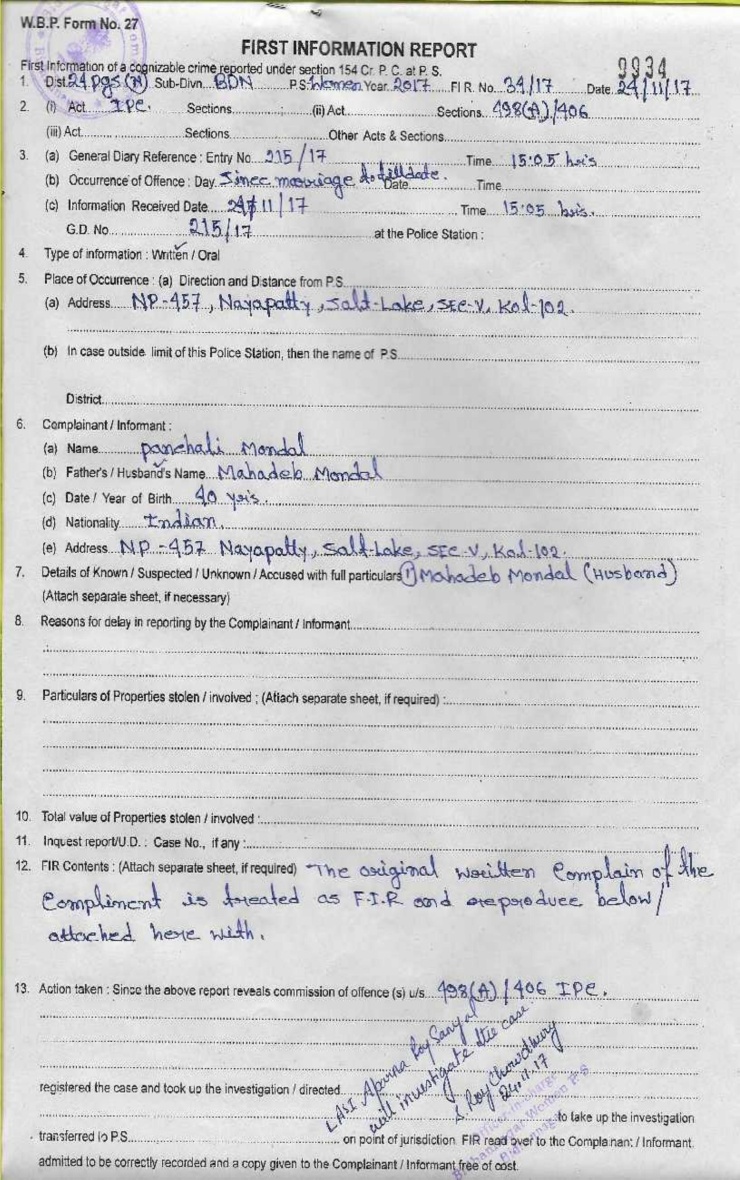 W.B.P. Form No. 27
FIRST INFORMATION REPORT
9934
First Information of a cognizable crime reported under section 154 Cr. P. C. at P. S.
1. Dist. 24 pgs (N) Sub-Divn. BDN P.S. Women Year 2017 FI R. No. 34/17 Date 24/11/17
2. (i) Act IPC. Sections (ii) Act Sections 498(A)/406
(iii) Act Sections Other Acts & Sections
3. (a) General Diary Reference : Entry No 215/17 Time 15:05 hrs
(b) Occurrence of Offence : Day Since marriage to till date. Date Time
(c) Information Received Date 24/11/17 Time 15:05 hrs.
G.D. No 215/17 at the Police Station :
4. Type of information : Written / Oral
5. Place of Occurrence : (a) Direction and Distance from P.S.
(a) Address NP-457, Nayapatty, Salt-Lake, SEC-V, Kol-102.
(b) In case outside limit of this Police Station, then the name of P.S.
District
6. Complainant / Informant :
(a) Name panchali Mondal
(b) Father's / Husband's Name Mahadeb Mondal
(c) Date / Year of Birth 40 yrs.
(d) Nationality Indian.
(e) Address NP-457 Nayapatty, Salt-Lake, SEC-V, Kol-102.
7. Details of Known / Suspected / Unknown / Accused with full particulars 1) Mahadeb Mondal (Husband)
(Attach separate sheet, if necessary)
8. Reasons for delay in reporting by the Complainant / Informant
9. Particulars of Properties stolen / involved ; (Attach separate sheet, if required) :
10. Total value of Properties stolen / involved :
11. Inquest report/U.D. : Case No., if any :
12. FIR Contents : (Attach separate sheet, if required) The original written Complain of the
Compliment is treated as F.I.R and reproduce below/
attached here with.
13. Action taken : Since the above report reveals commission of offence (s) u/s 498(A)/406 IPC.
LASI Aparna Roy Sanyal
will investigate the case
S. Roy Chowdhury
24.11.17
registered the case and took up the investigation / directed
Women P.S
to take up the investigation
transferred to P.S. on point of jurisdiction FIR read over to the Complainant / Informant
admitted to be correctly recorded and a copy given to the Complainant / Informant free of cost.